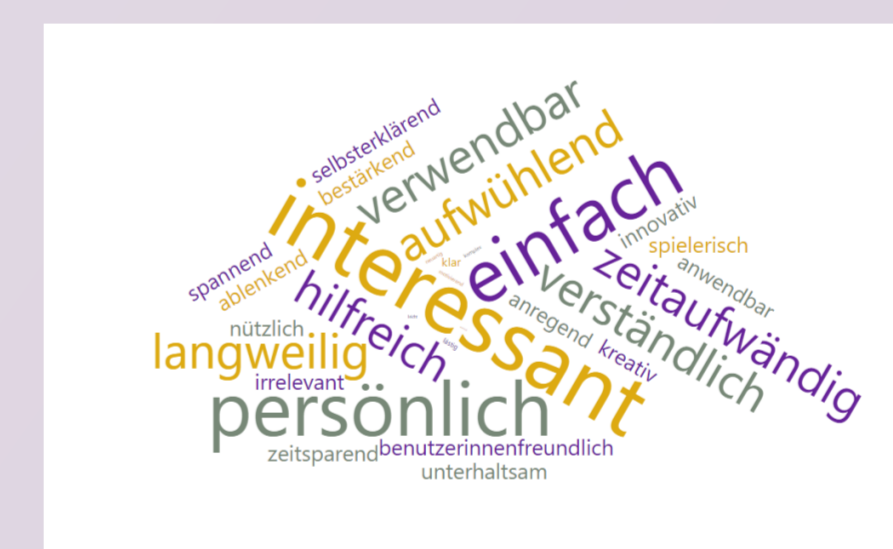 selbsterklärend
bestärkend
verwendbar
aufwühlend
interessant
einfach
innovativ
spielerisch
anwendbar
zeitaufwändig
verständlich
spannend
ablenkend
klar
hilfreich
anregend
kreativ
nützlich
langweilig
lästig
irrelevant
persönlich
zeitsparend
benutzerinnenfreundlich
unterhaltsam